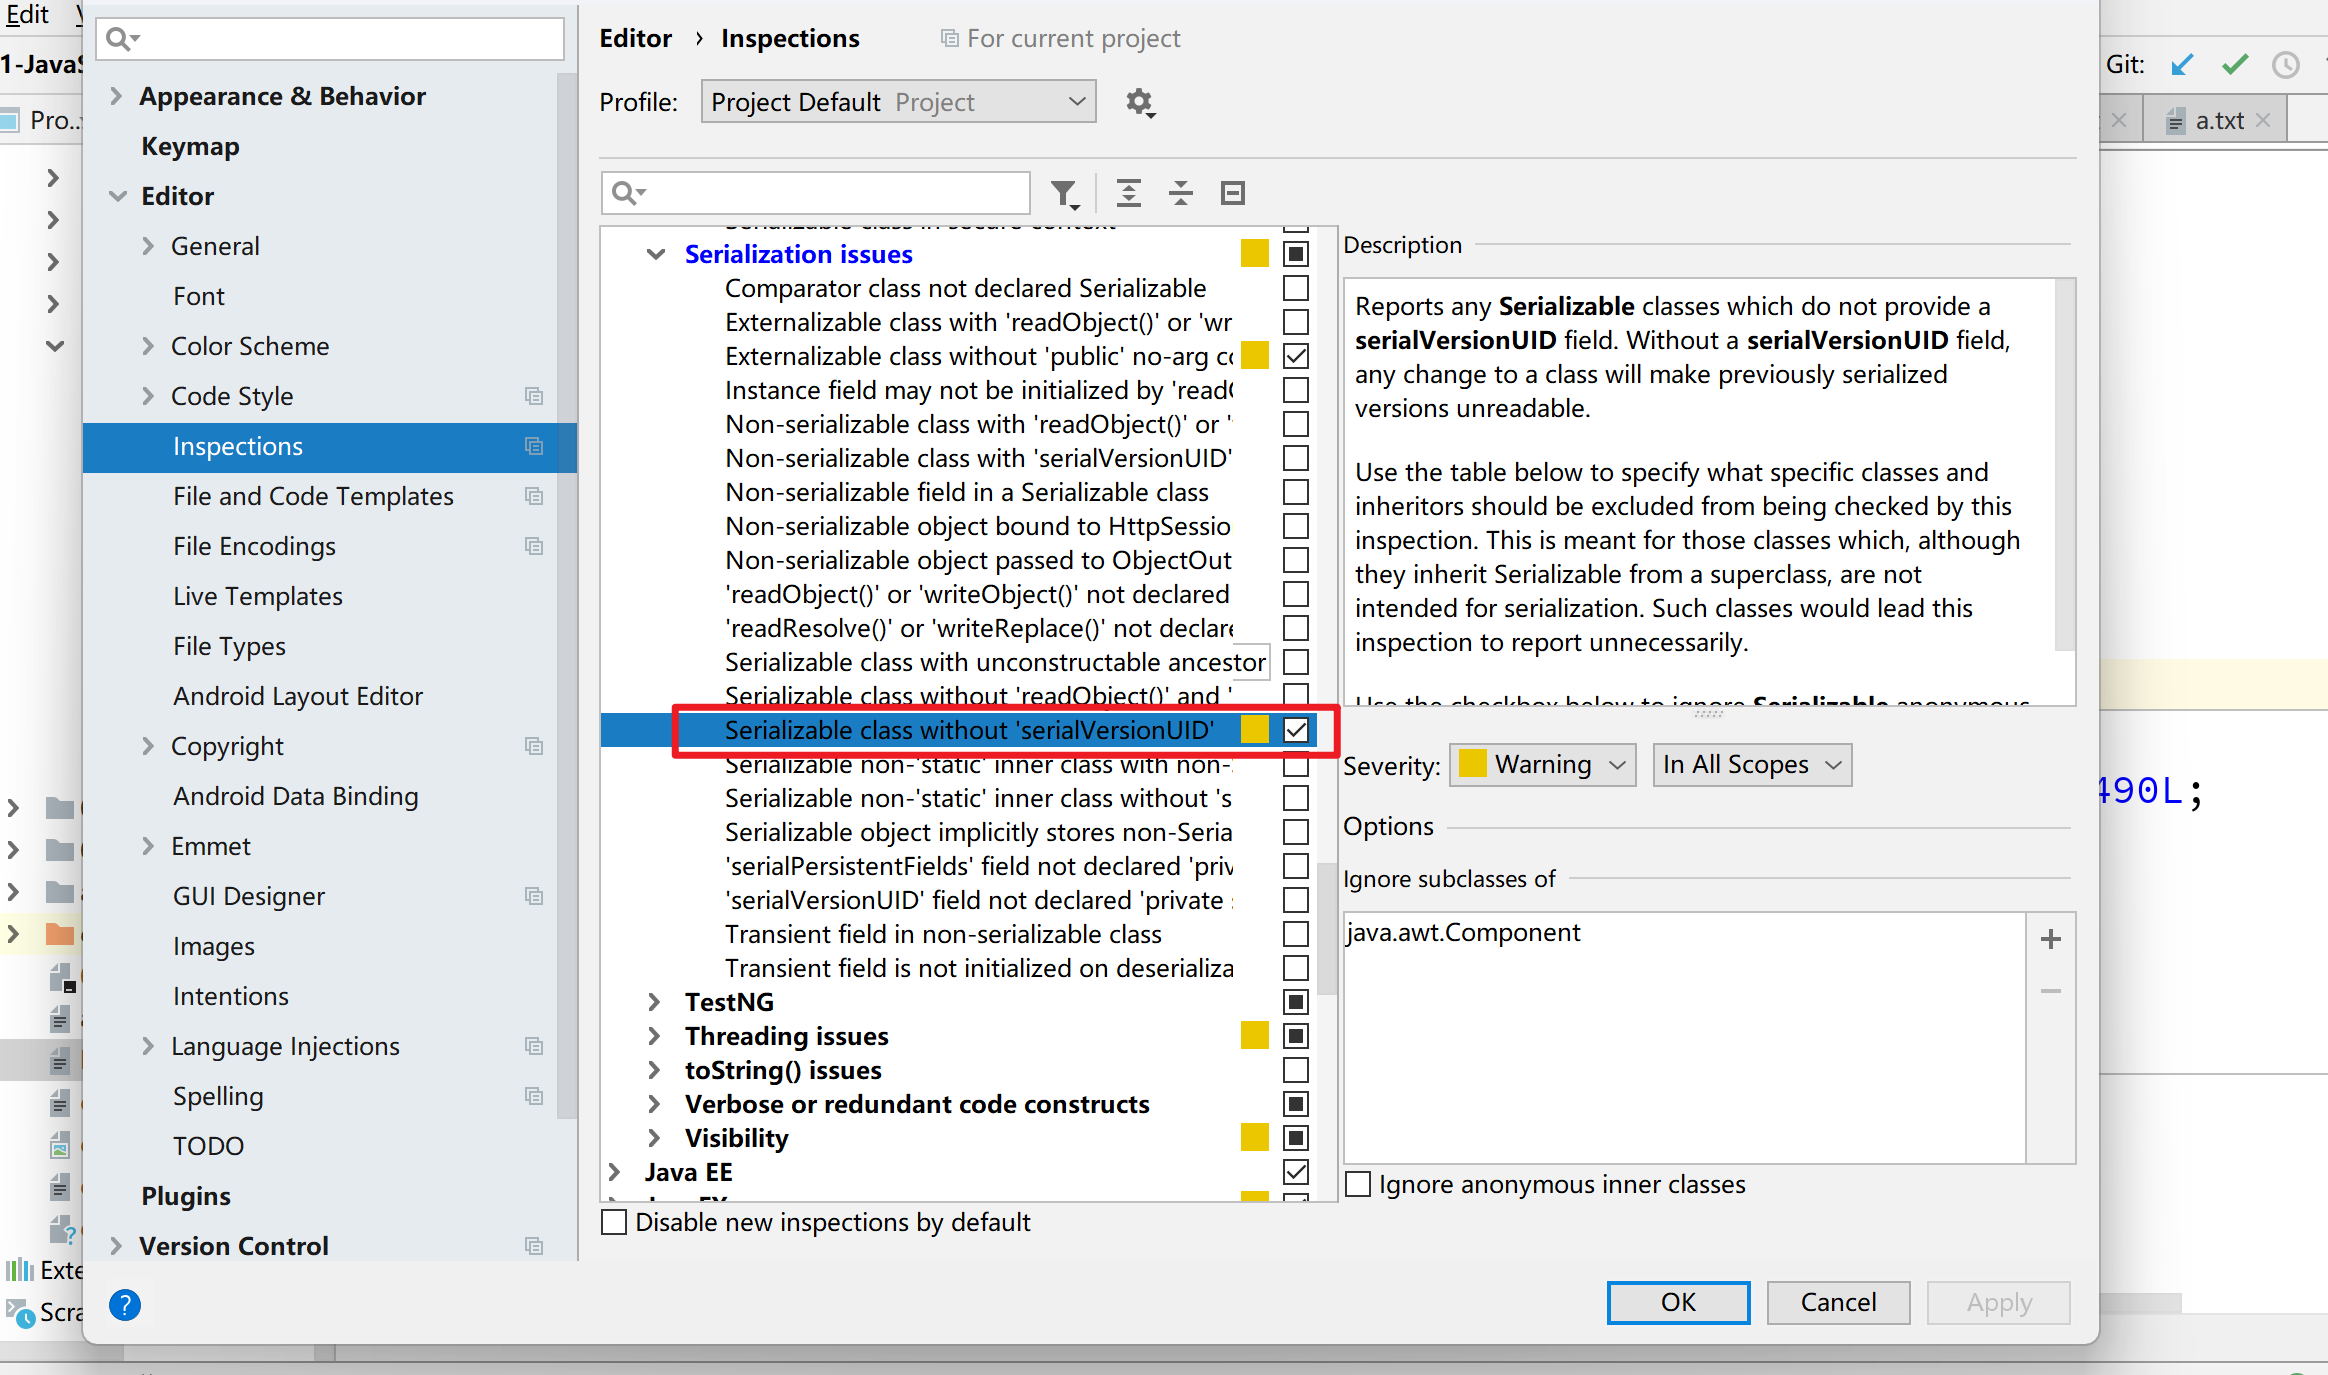 Edit
Editor › Inspections
For current project
Git:
Profile:
Project Default Project
Pro..
a.txt
Appearance & Behavior
Keymap
Editor
General
Font
Color Scheme
Code Style
Inspections
File and Code Templates
File Encodings
Live Templates
File Types
Android Layout Editor
Copyright
Android Data Binding
Emmet
GUI Designer
Images
Intentions
Language Injections
Spelling
TODO
Plugins
Version Control
Serializable class in secure context
Serialization issues
Comparator class not declared Serializable
Externalizable class with 'readObject()' or 'wr
Externalizable class without 'public' no-arg co
Instance field may not be initialized by 'readO
Non-serializable class with 'readObject()' or '
Non-serializable class with 'serialVersionUID'
Non-serializable field in a Serializable class
Non-serializable object bound to HttpSessio
Non-serializable object passed to ObjectOut
'readObject()' or 'writeObject()' not declared
'readResolve()' or 'writeReplace()' not declare
Serializable class with unconstructable ancestor
Serializable class without 'readObject()' and '
Serializable class without 'serialVersionUID'
Serializable non-'static' inner class with non-
Serializable non-'static' inner class without 's
Serializable object implicitly stores non-Seria
'serialPersistentFields' field not declared 'priv
'serialVersionUID' field not declared 'private
Transient field in non-serializable class
Transient field is not initialized on deserializa
TestNG
Threading issues
toString() issues
Verbose or redundant code constructs
Visibility
Java EE
Disable new inspections by default
Description
Reports any Serializable classes which do not provide a
serialVersionUID field. Without a serialVersionUID field,
any change to a class will make previously serialized
versions unreadable.
Use the table below to specify what specific classes and
inheritors should be excluded from being checked by this
inspection. This is meant for those classes which, although
they inherit Serializable from a superclass, are not
intended for serialization. Such classes would lead this
inspection to report unnecessarily.
Use the checkbox below to ignore Serializable anonymous
Severity:
Warning
In All Scopes
490L;
Options
Ignore subclasses of
java.awt.Component
Ignore anonymous inner classes
Exte
Scra
OK
Cancel
Apply